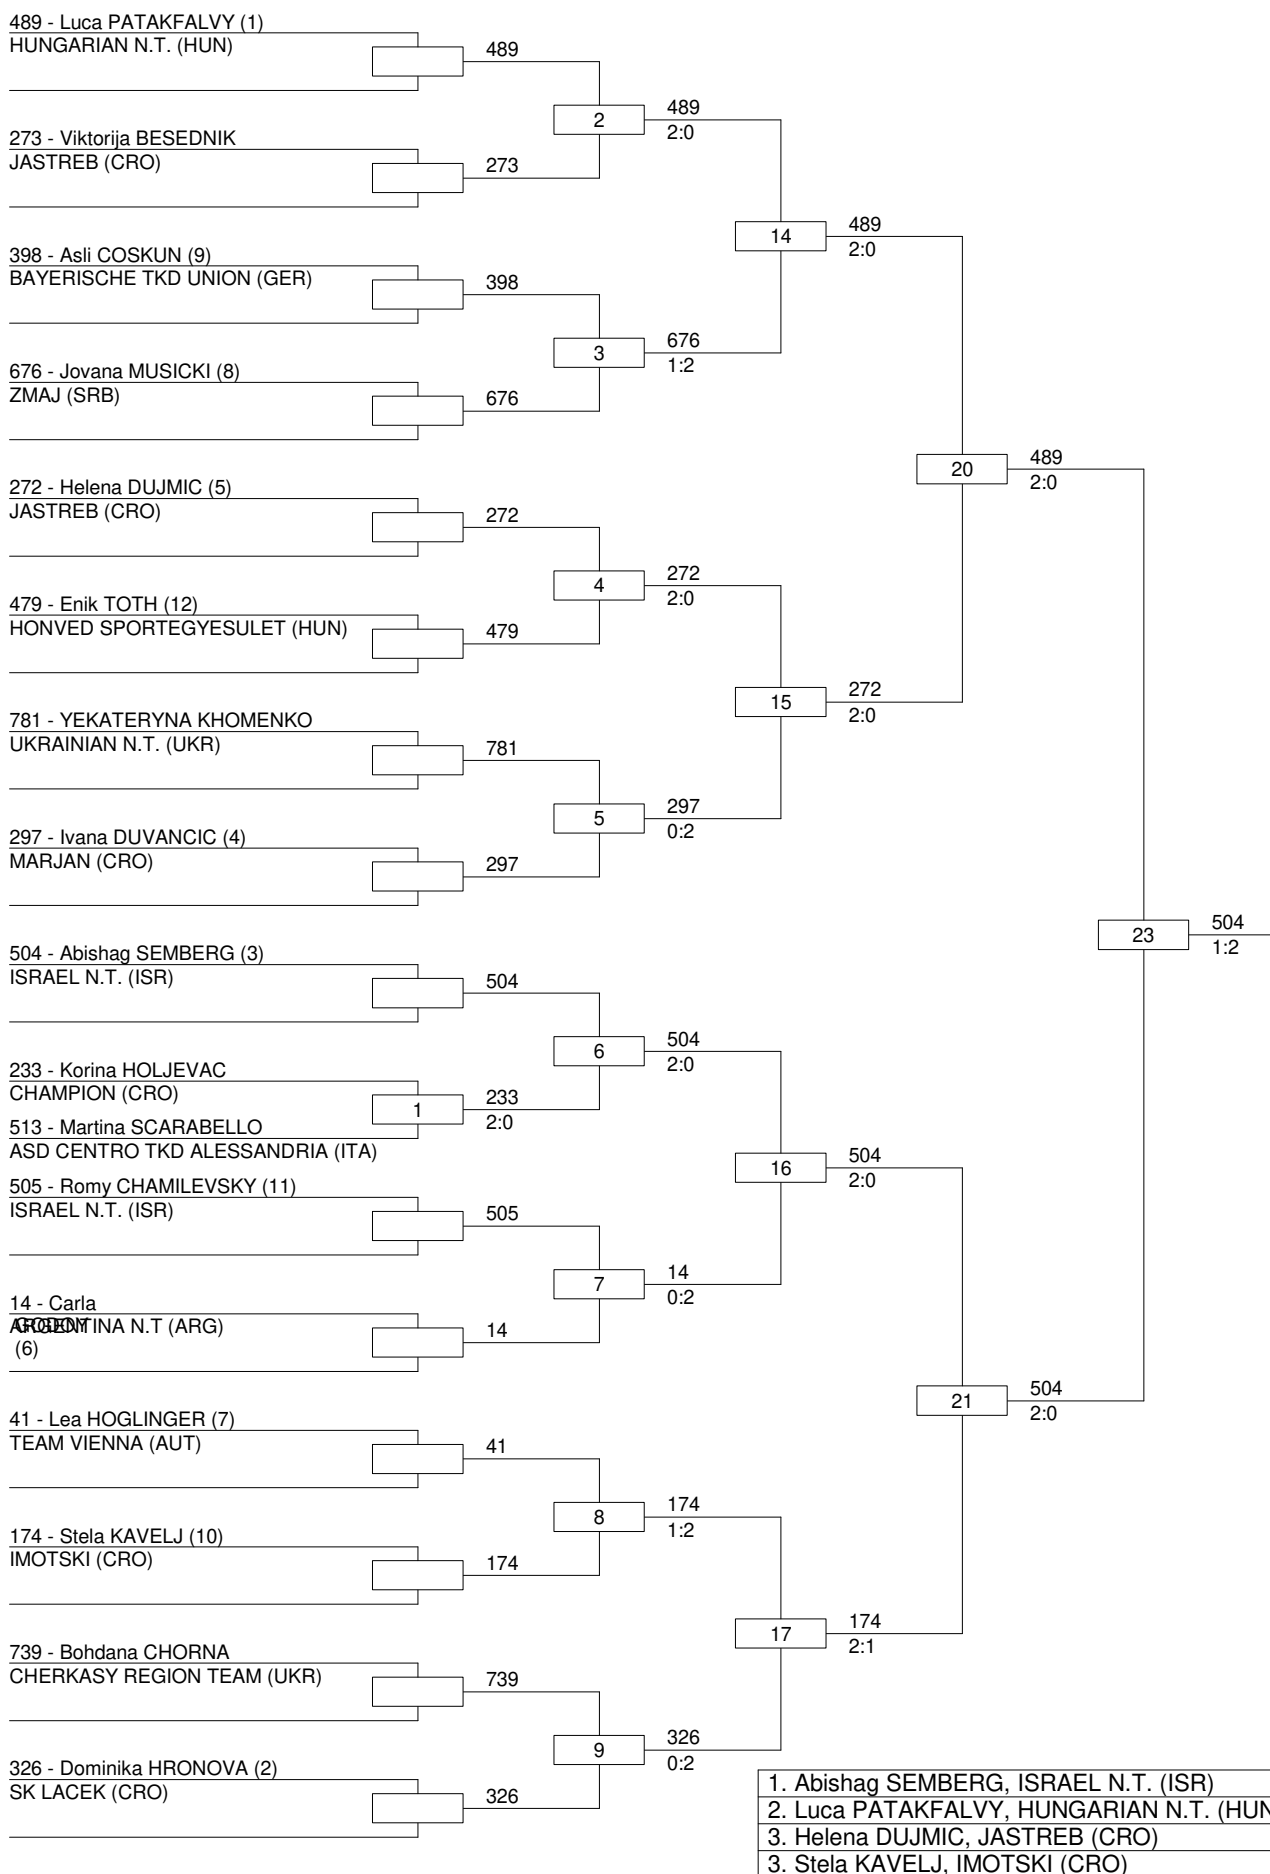 489 - Luca PATAKFALVY (1)
HUNGARIAN N.T. (HUN)
489
2
489
2:0
273 - Viktorija BESEDNIK
JASTREB (CRO)
273
14
489
2:0
398 - Asli COSKUN (9)
BAYERISCHE TKD UNION (GER)
398
3
676
1:2
676 - Jovana MUSICKI (8)
ZMAJ (SRB)
676
20
489
2:0
272 - Helena DUJMIC (5)
JASTREB (CRO)
272
4
272
2:0
479 - Enik TOTH (12)
HONVED SPORTEGYESULET (HUN)
479
15
272
2:0
781 - YEKATERYNA KHOMENKO
UKRAINIAN N.T. (UKR)
781
5
297
0:2
297 - Ivana DUVANCIC (4)
MARJAN (CRO)
297
23
504
1:2
504 - Abishag SEMBERG (3)
ISRAEL N.T. (ISR)
504
6
504
2:0
233 - Korina HOLJEVAC
CHAMPION (CRO)
1
233
2:0
513 - Martina SCARABELLO
ASD CENTRO TKD ALESSANDRIA (ITA)
16
504
2:0
505 - Romy CHAMILEVSKY (11)
ISRAEL N.T. (ISR)
505
7
14
0:2
14 - Carla
GODOY
ARGENTINA N.T (ARG)
(6)
14
21
504
2:0
41 - Lea HOGLINGER (7)
TEAM VIENNA (AUT)
41
8
174
1:2
174 - Stela KAVELJ (10)
IMOTSKI (CRO)
174
17
174
2:1
739 - Bohdana CHORNA
CHERKASY REGION TEAM (UKR)
739
9
326
0:2
326 - Dominika HRONOVA (2)
SK LACEK (CRO)
326
1. Abishag SEMBERG, ISRAEL N.T. (ISR)
2. Luca PATAKFALVY, HUNGARIAN N.T. (HUN
3. Helena DUJMIC, JASTREB (CRO)
3. Stela KAVELJ, IMOTSKI (CRO)